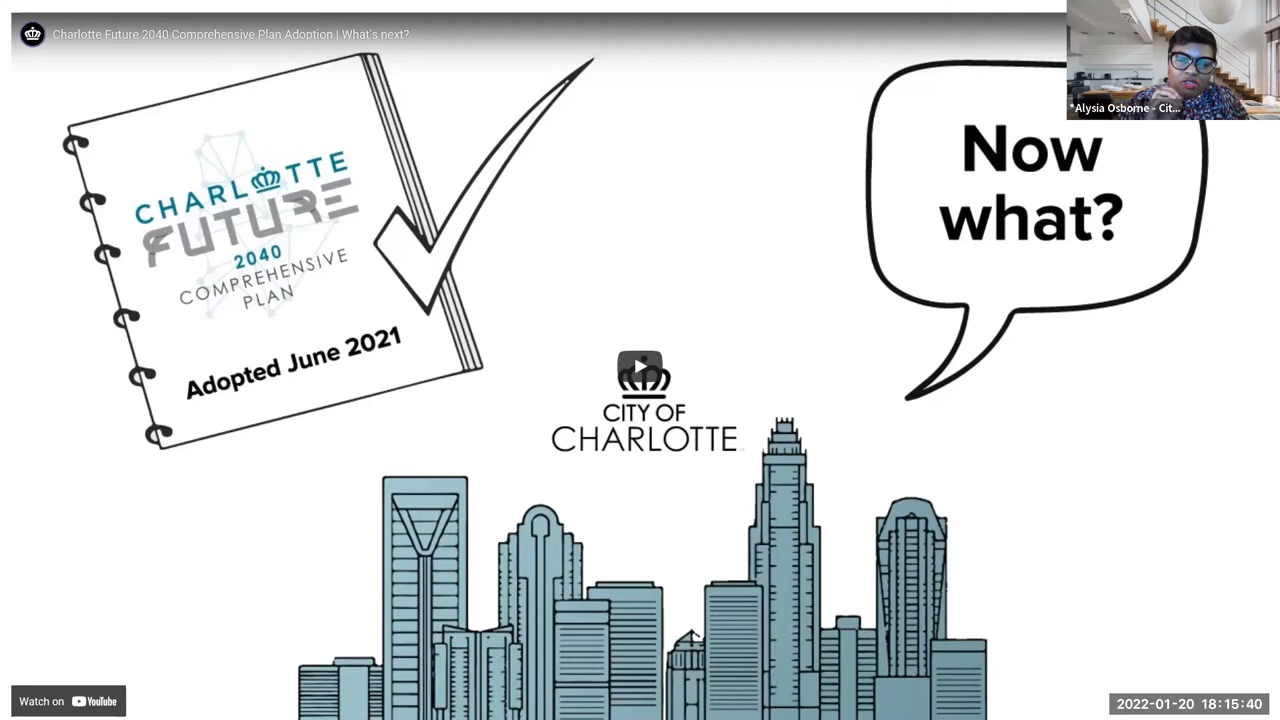 Charlotte Future 2040 Comprehensive Plan Adoption | What's next?
*Alysia Osborne - Cit...
CHARLOTTE
FUTURE
2040
COMPREHENSIVE
PLAN
Adopted June 2021
Now
what?
CITY OF
CHARLOTTE
Watch on YouTube
2022-01-20 18:15:40